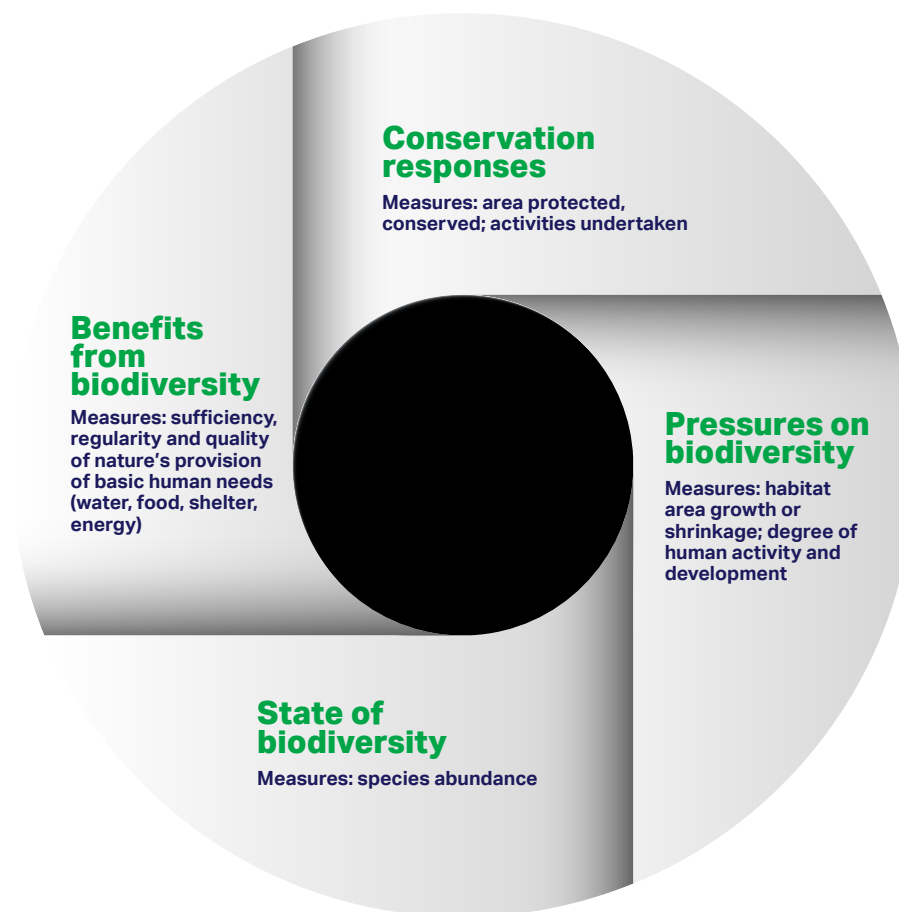 Conservation
responses
Measures: area protected,
conserved; activities undertaken
Benefits
from
biodiversity
Measures: sufficiency,
regularity and quality
of nature’s provision
of basic human needs
(water, food, shelter,
energy)
Pressures on
biodiversity
Measures: habitat
area growth or
shrinkage; degree of
human activity and
development
State of
biodiversity
Measures: species abundance